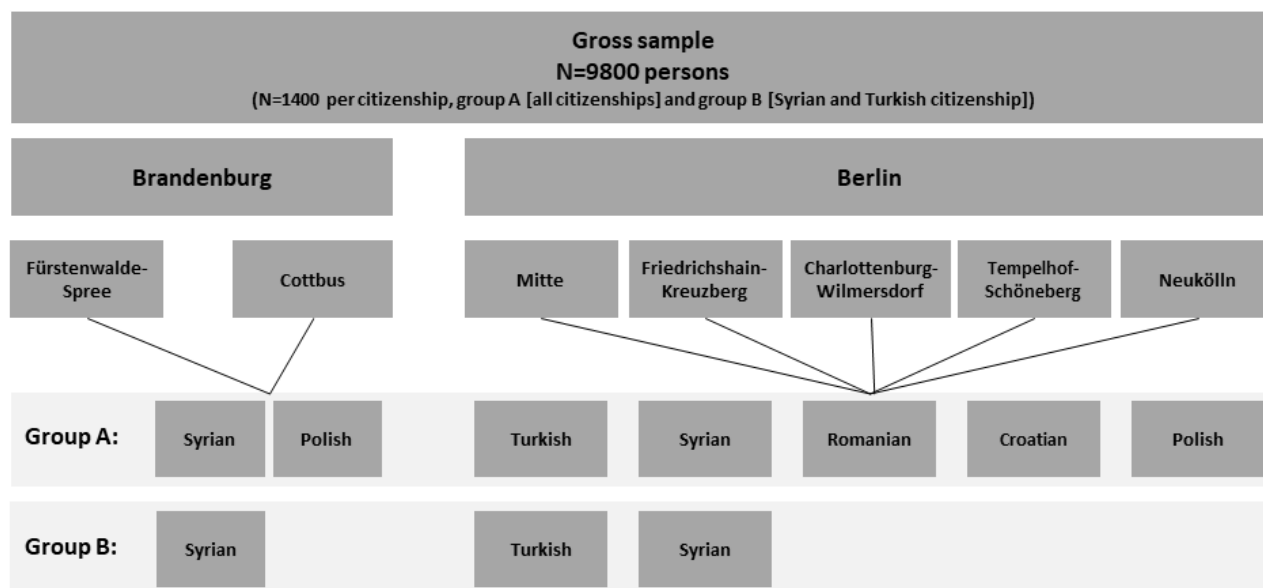 Gross sample
N=9800 persons
(N=1400 per citizenship, group A [all citizenships] and group B [Syrian and Turkish citizenship])
Brandenburg
Berlin
Fürstenwalde-
Spree
Cottbus
Mitte
Friedrichshain-
Kreuzberg
Charlottenburg-
Wilmersdorf
Tempelhof-
Schöneberg
Neukölln
Group A:
Syrian
Polish
Turkish
Syrian
Romanian
Croatian
Polish
Group B:
Syrian
Turkish
Syrian